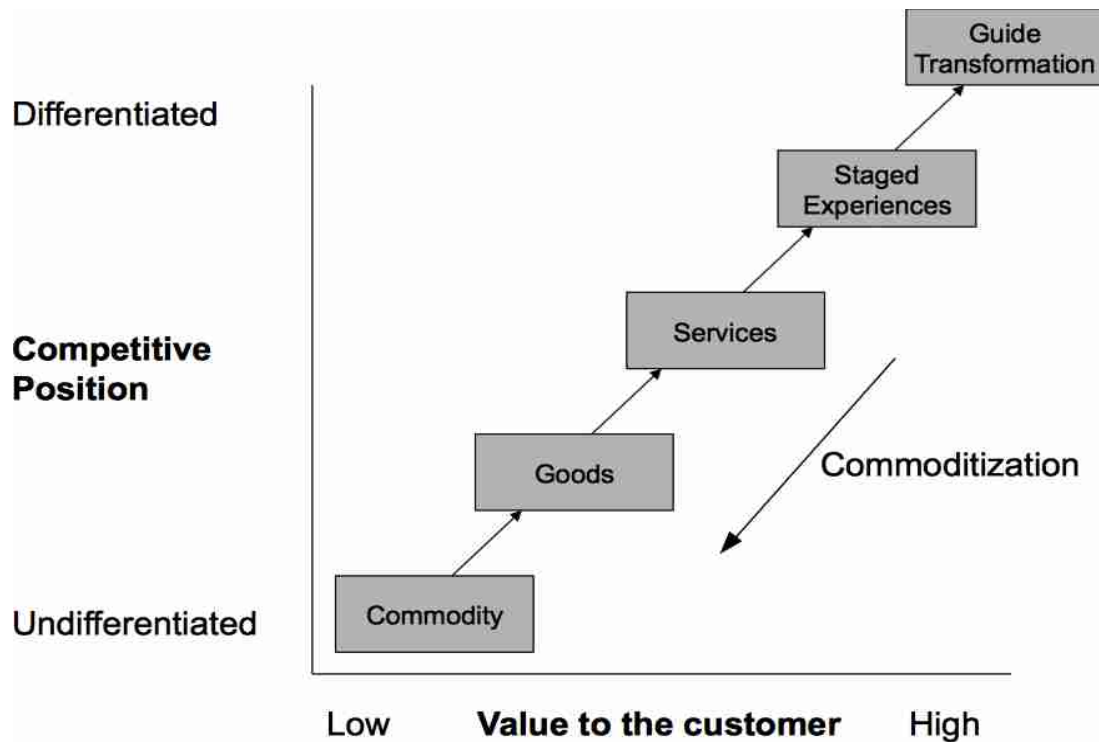 Guide
Transformation
Differentiated
Staged
Experiences
Services
Competitive
Position
Commoditization
Goods
Commodity
Undifferentiated
Low
Value to the customer
High